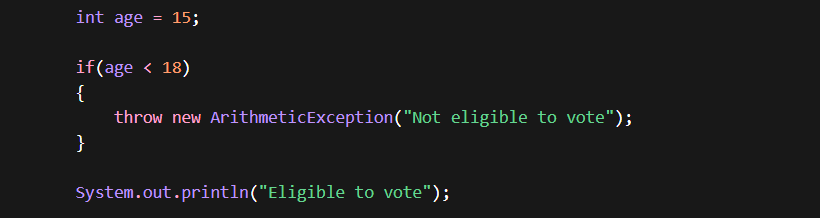 int age = 15;
if(age < 18)
{
throw new ArithmeticException("Not eligible to vote");
}
System.out.println("Eligible to vote");